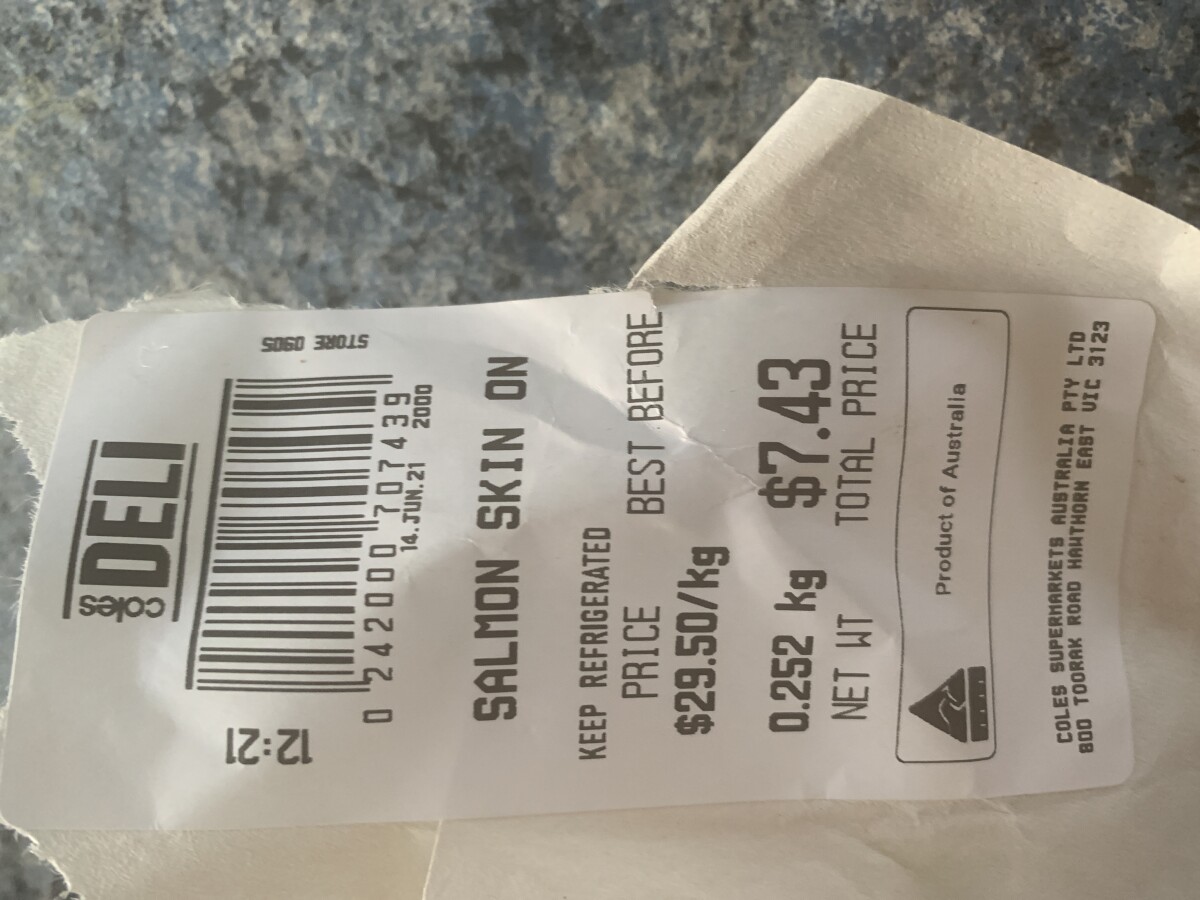 coles DELI
STORE 0905
12:21
0 242000 707439
14.JUN.21 2000
SALMON SKIN ON
KEEP REFRIGERATED
PRICE BEST BEFORE
$29.50/kg
0.252 kg $7.43
NET WT TOTAL PRICE
Product of Australia
COLES SUPERMARKETS AUSTRALIA PTY LTD
800 TOORAK ROAD HAWTHORN EAST VIC 3123